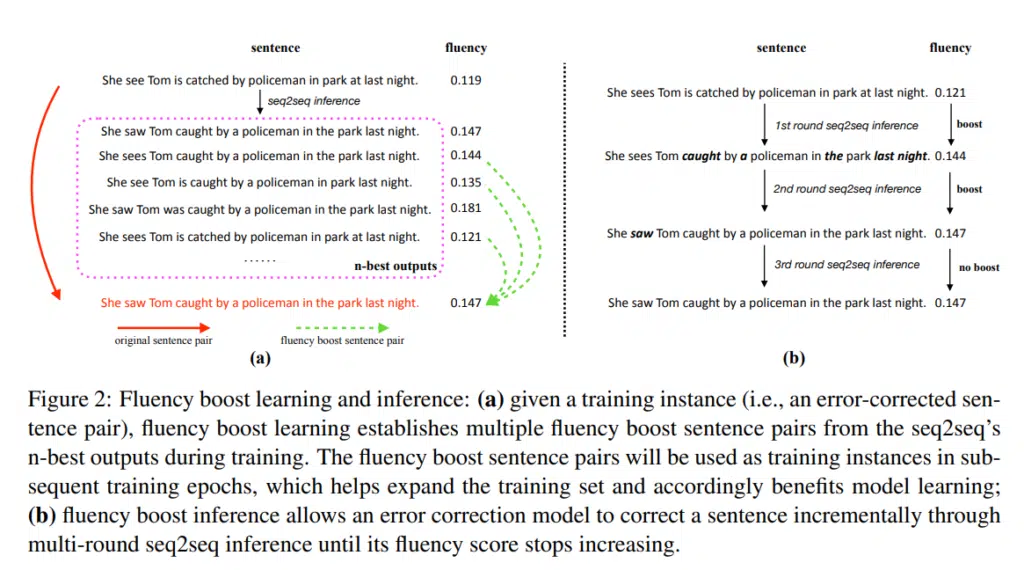 sentence fluency
She see Tom is catched by policeman in park at last night. 0.119
seq2seq inference
She saw Tom caught by a policeman in the park last night. 0.147
She sees Tom caught by a policeman in the park last night. 0.144
She see Tom is caught by a policeman in park last night. 0.135
She saw Tom was caught by a policeman in the park last night. 0.181
She sees Tom is catched by policeman in park at last night. 0.121
......
n-best outputs
She saw Tom caught by a policeman in the park last night. 0.147
original sentence pair fluency boost sentence pair
(a)
sentence fluency
She sees Tom is catched by policeman in park at last night. 0.121
1st round seq2seq inference boost
She sees Tom caught by a policeman in the park last night. 0.144
2nd round seq2seq inference boost
She saw Tom caught by a policeman in the park last night. 0.147
3rd round seq2seq inference no boost
She saw Tom caught by a policeman in the park last night. 0.147
(b)
Figure 2: Fluency boost learning and inference: (a) given a training instance (i.e., an error-corrected sen-
tence pair), fluency boost learning establishes multiple fluency boost sentence pairs from the seq2seq's
n-best outputs during training. The fluency boost sentence pairs will be used as training instances in sub-
sequent training epochs, which helps expand the training set and accordingly benefits model learning;
(b) fluency boost inference allows an error correction model to correct a sentence incrementally through
multi-round seq2seq inference until its fluency score stops increasing.